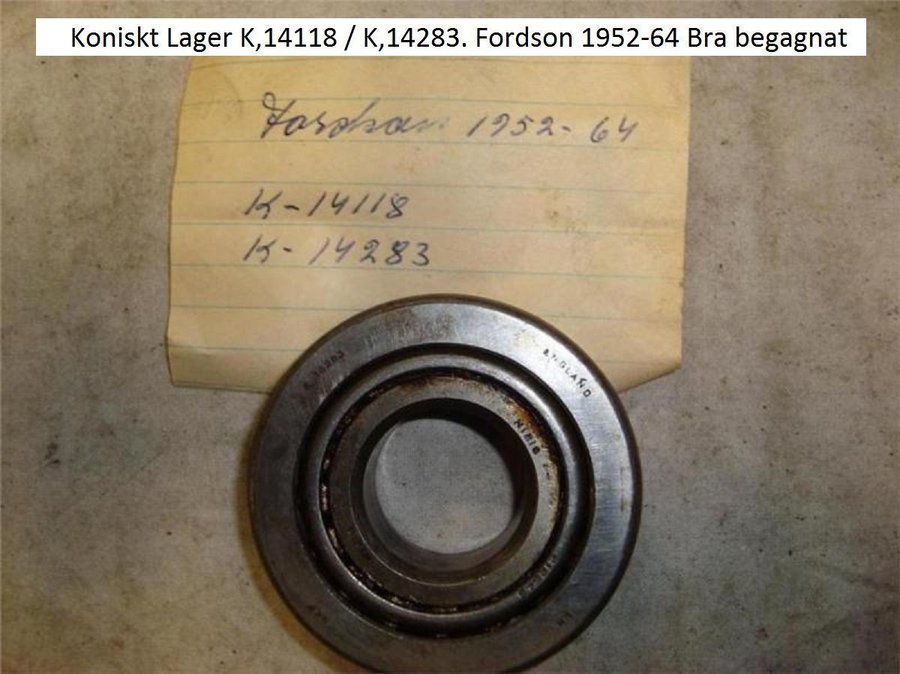 Koniskt Lager K,14118 / K,14283. Fordson 1952-64 Bra begagnat
Fordson 1952-64
K-14118
K-14283
ENGLAND